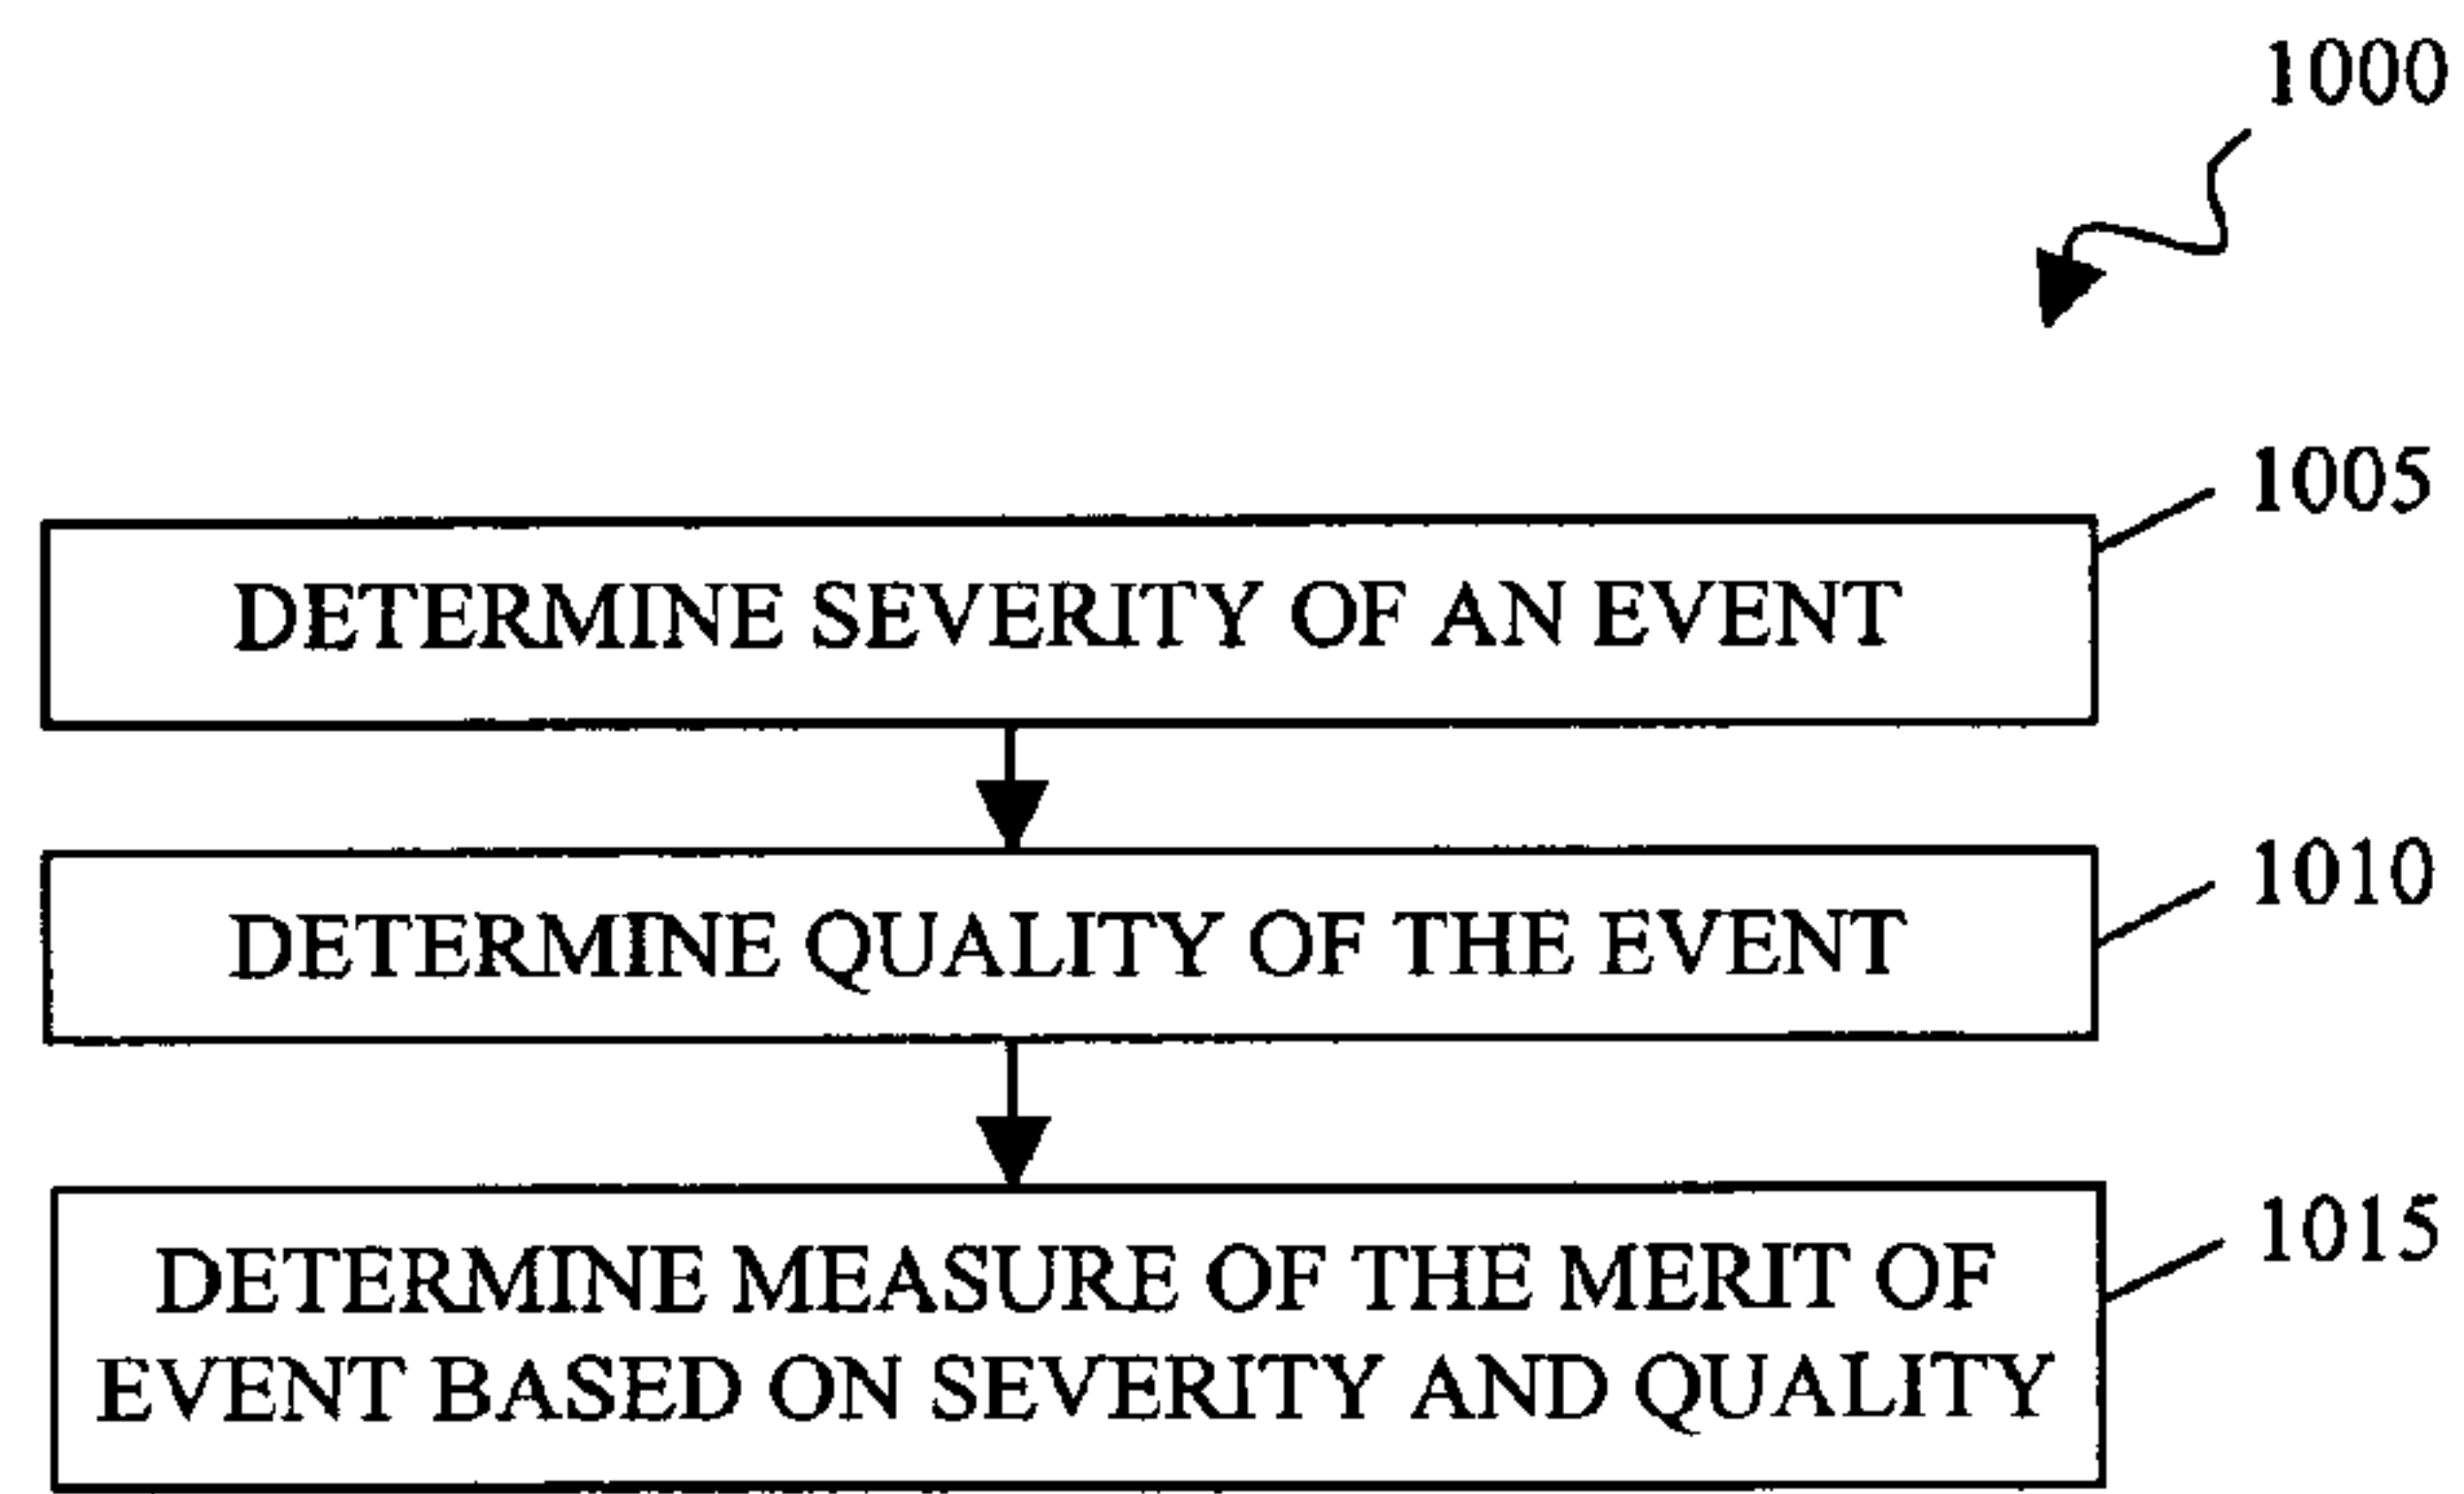 1000
1005
DETERMINE SEVERITY OF AN EVENT
1010
DETERMINE QUALITY OF THE EVENT
1015
DETERMINE MEASURE OF THE MERIT OF
EVENT BASED ON SEVERITY AND QUALITY